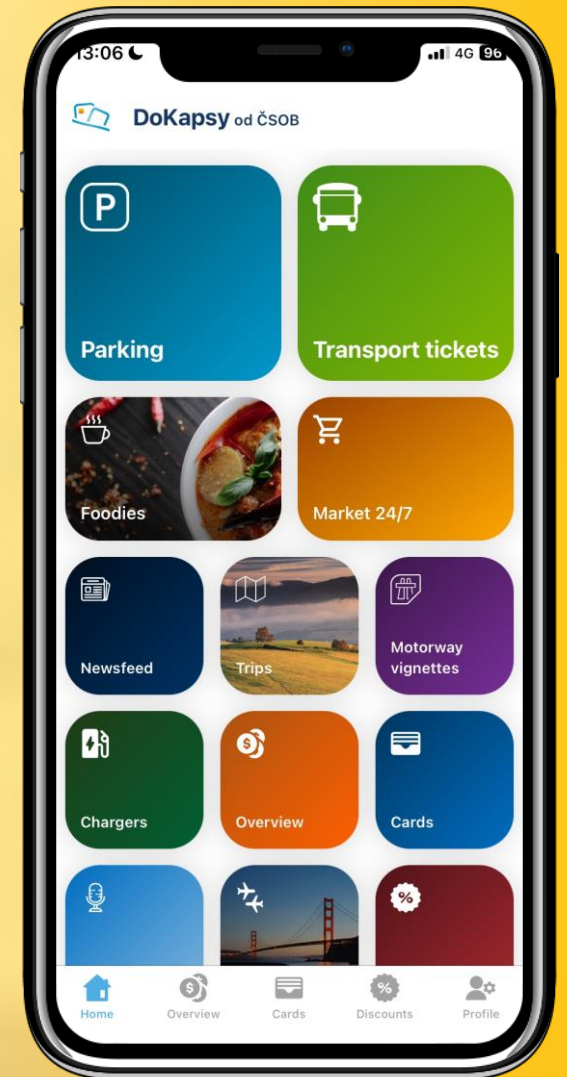 13:06 4G 96
DoKapsy od ČSOB
P
Parking
Transport tickets
Foodies
Market 24/7
Newsfeed
Trips
Motorway
vignettes
Chargers
Overview
Cards
Home Overview Cards Discounts Profile